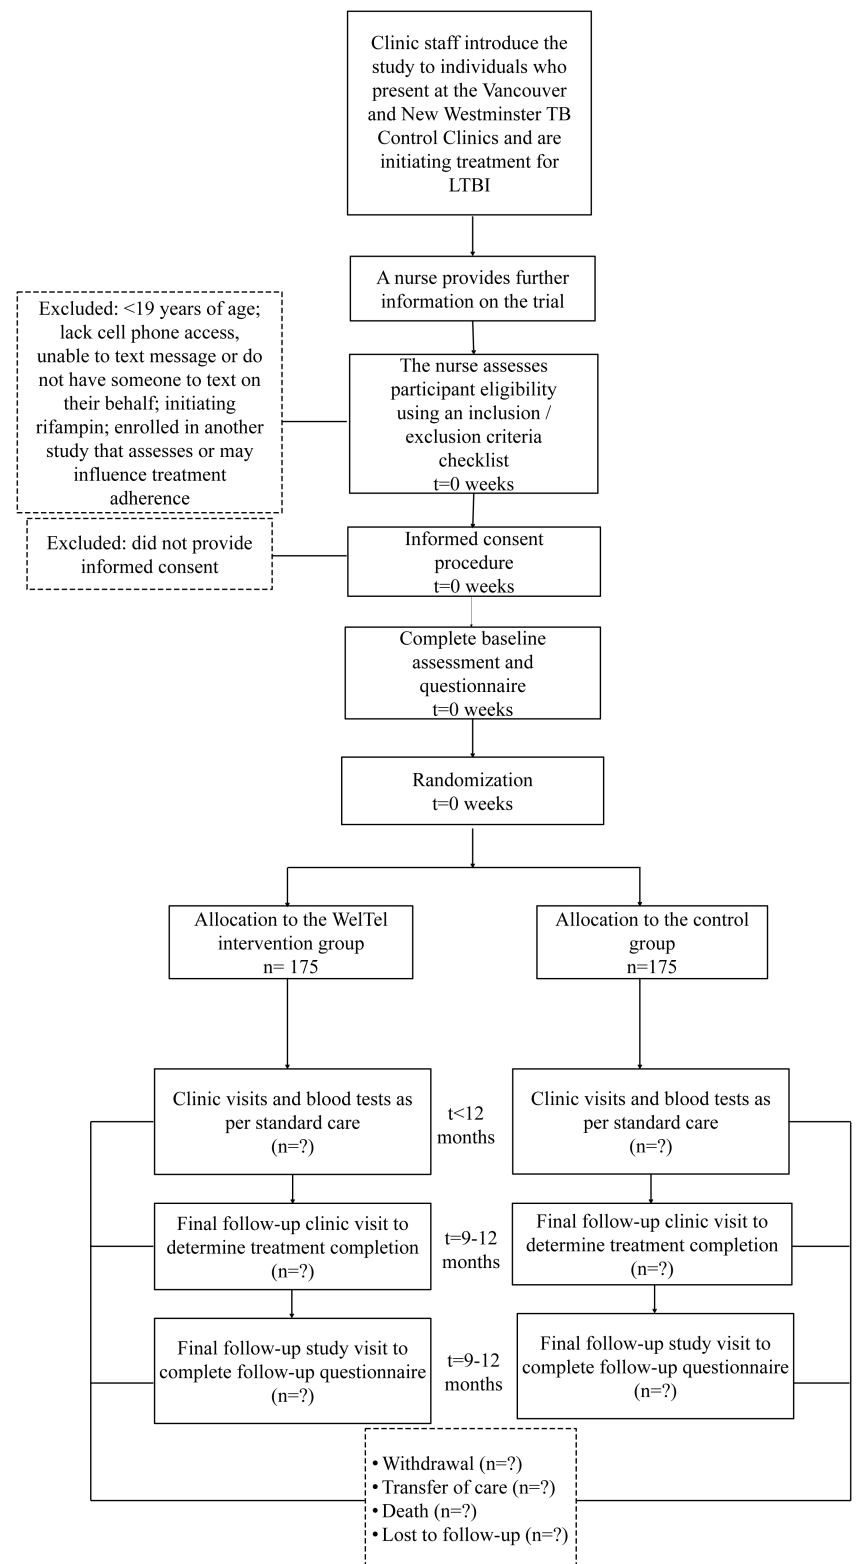 Clinic staff introduce the
study to individuals who
present at the Vancouver
and New Westminster TB
Control Clinics and are
initiating treatment for
LTBI
A nurse provides further
information on the trial
Excluded: <19 years of age;
lack cell phone access,
unable to text message or do
not have someone to text on
their behalf; initiating
rifampin; enrolled in another
study that assesses or may
influence treatment
adherence
The nurse assesses
participant eligibility
using an inclusion /
exclusion criteria
checklist
t=0 weeks
Excluded: did not provide
informed consent
Informed consent
procedure
t=0 weeks
Complete baseline
assessment and
questionnaire
t=0 weeks
Randomization
t=0 weeks
Allocation to the WelTel
intervention group
n= 175
Allocation to the control
group
n=175
Clinic visits and blood tests as
per standard care
(n=?)
t<12
months
Clinic visits and blood tests as
per standard care
(n=?)
Final follow-up clinic visit to
determine treatment completion
(n=?)
t=9-12
months
Final follow-up clinic visit to
determine treatment completion
(n=?)
Final follow-up study visit to
complete follow-up questionnaire
(n=?)
t=9-12
months
Final follow-up study visit to
complete follow-up questionnaire
(n=?)
• Withdrawal (n=?)
• Transfer of care (n=?)
• Death (n=?)
• Lost to follow-up (n=?)